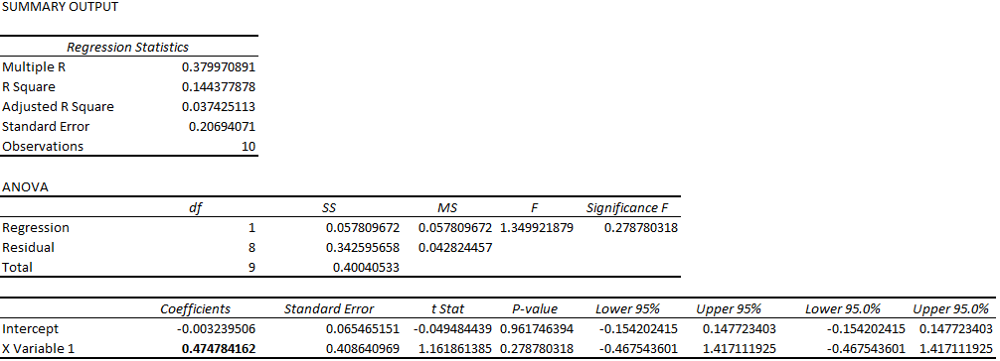 SUMMARY OUTPUT
Regression Statistics
Multiple R 0.379970891
R Square 0.144377878
Adjusted R Square 0.037425113
Standard Error 0.20694071
Observations 10
ANOVA
df SS MS F Significance F
Regression 1 0.057809672 0.057809672 1.349921879 0.278780318
Residual 8 0.342595658 0.042824457
Total 9 0.40040533
Coefficients Standard Error t Stat P-value Lower 95% Upper 95% Lower 95.0% Upper 95.0%
Intercept -0.003239506 0.065465151 -0.049484439 0.961746394 -0.154202415 0.147723403 -0.154202415 0.147723403
X Variable 1 0.474784162 0.408640969 1.161861385 0.278780318 -0.467543601 1.417111925 -0.467543601 1.417111925